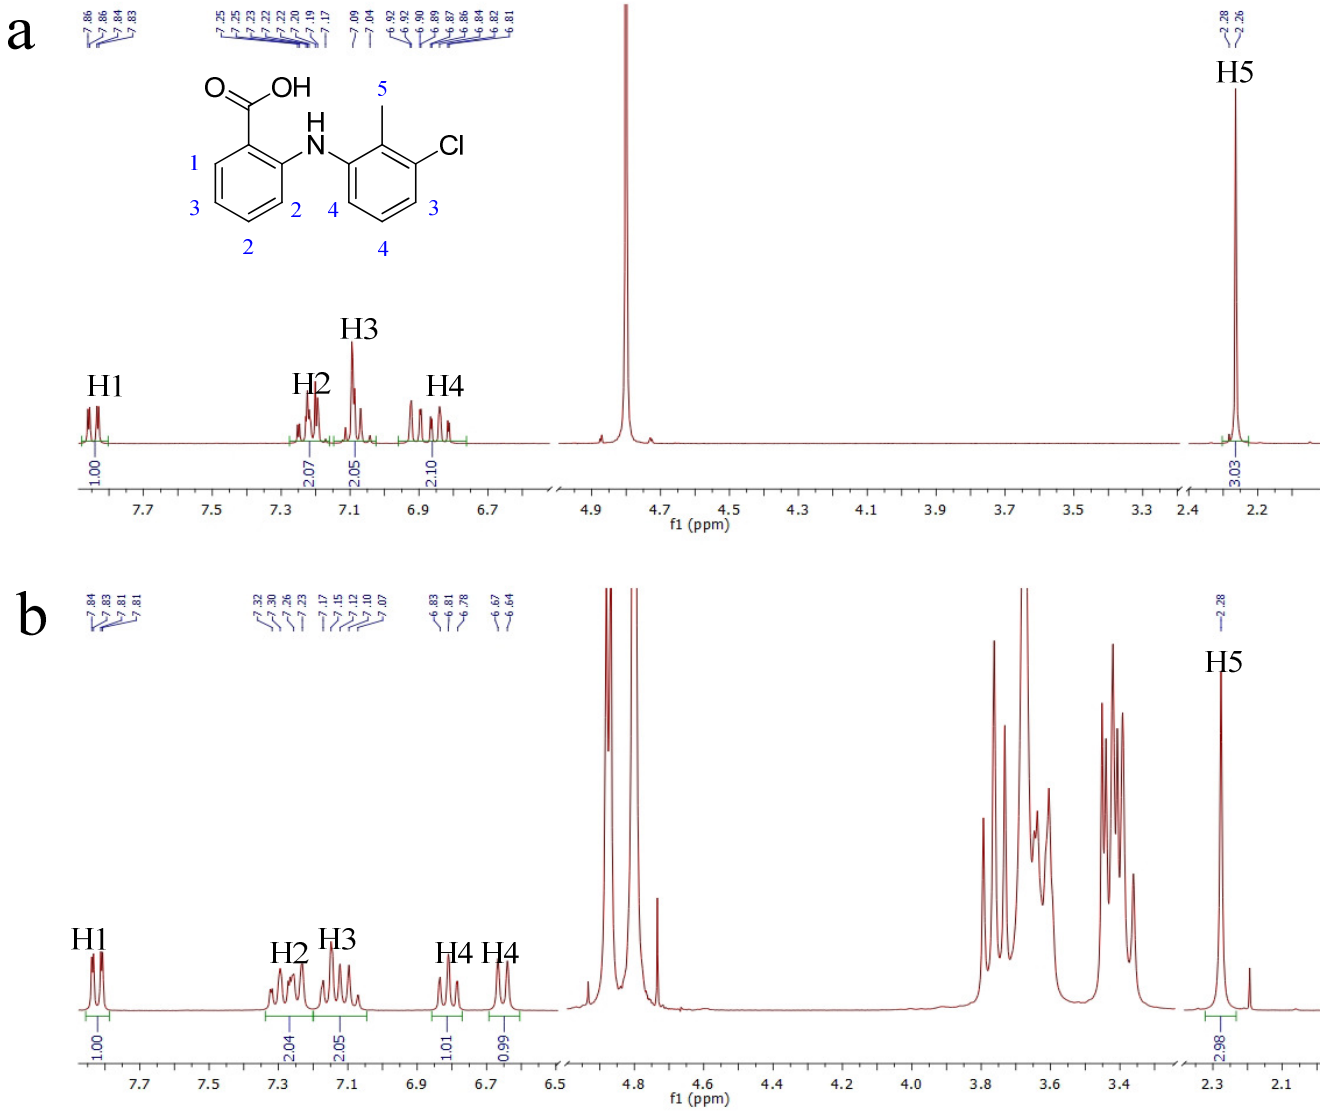 a
7.86 7.86 7.84 7.83 7.25 7.25 7.23 7.22 7.22 7.20 7.19 7.17 7.09 7.04 6.92 6.92 6.90 6.89 6.87 6.86 6.84 6.82 6.81 2.28 2.26
H5
O OH 5
H
N Cl
1
3 2 4 3
2 4
H3
H1 H2 H4
1.00 2.07 2.05 2.10 3.03
7.7 7.5 7.3 7.1 6.9 6.7 4.9 4.7 4.5 4.3 4.1 3.9 3.7 3.5 3.3 2.4 2.2
f1 (ppm)
b
7.84 7.83 7.81 7.81 7.32 7.30 7.26 7.23 7.17 7.15 7.12 7.10 7.07 6.83 6.81 6.78 6.67 6.64 2.28
H5
H1 H2 H3 H4 H4
1.00 2.04 2.05 1.01 0.99 2.98
7.7 7.5 7.3 7.1 6.9 6.7 6.5 4.8 4.6 4.4 4.2 4.0 3.8 3.6 3.4 2.3 2.1
f1 (ppm)